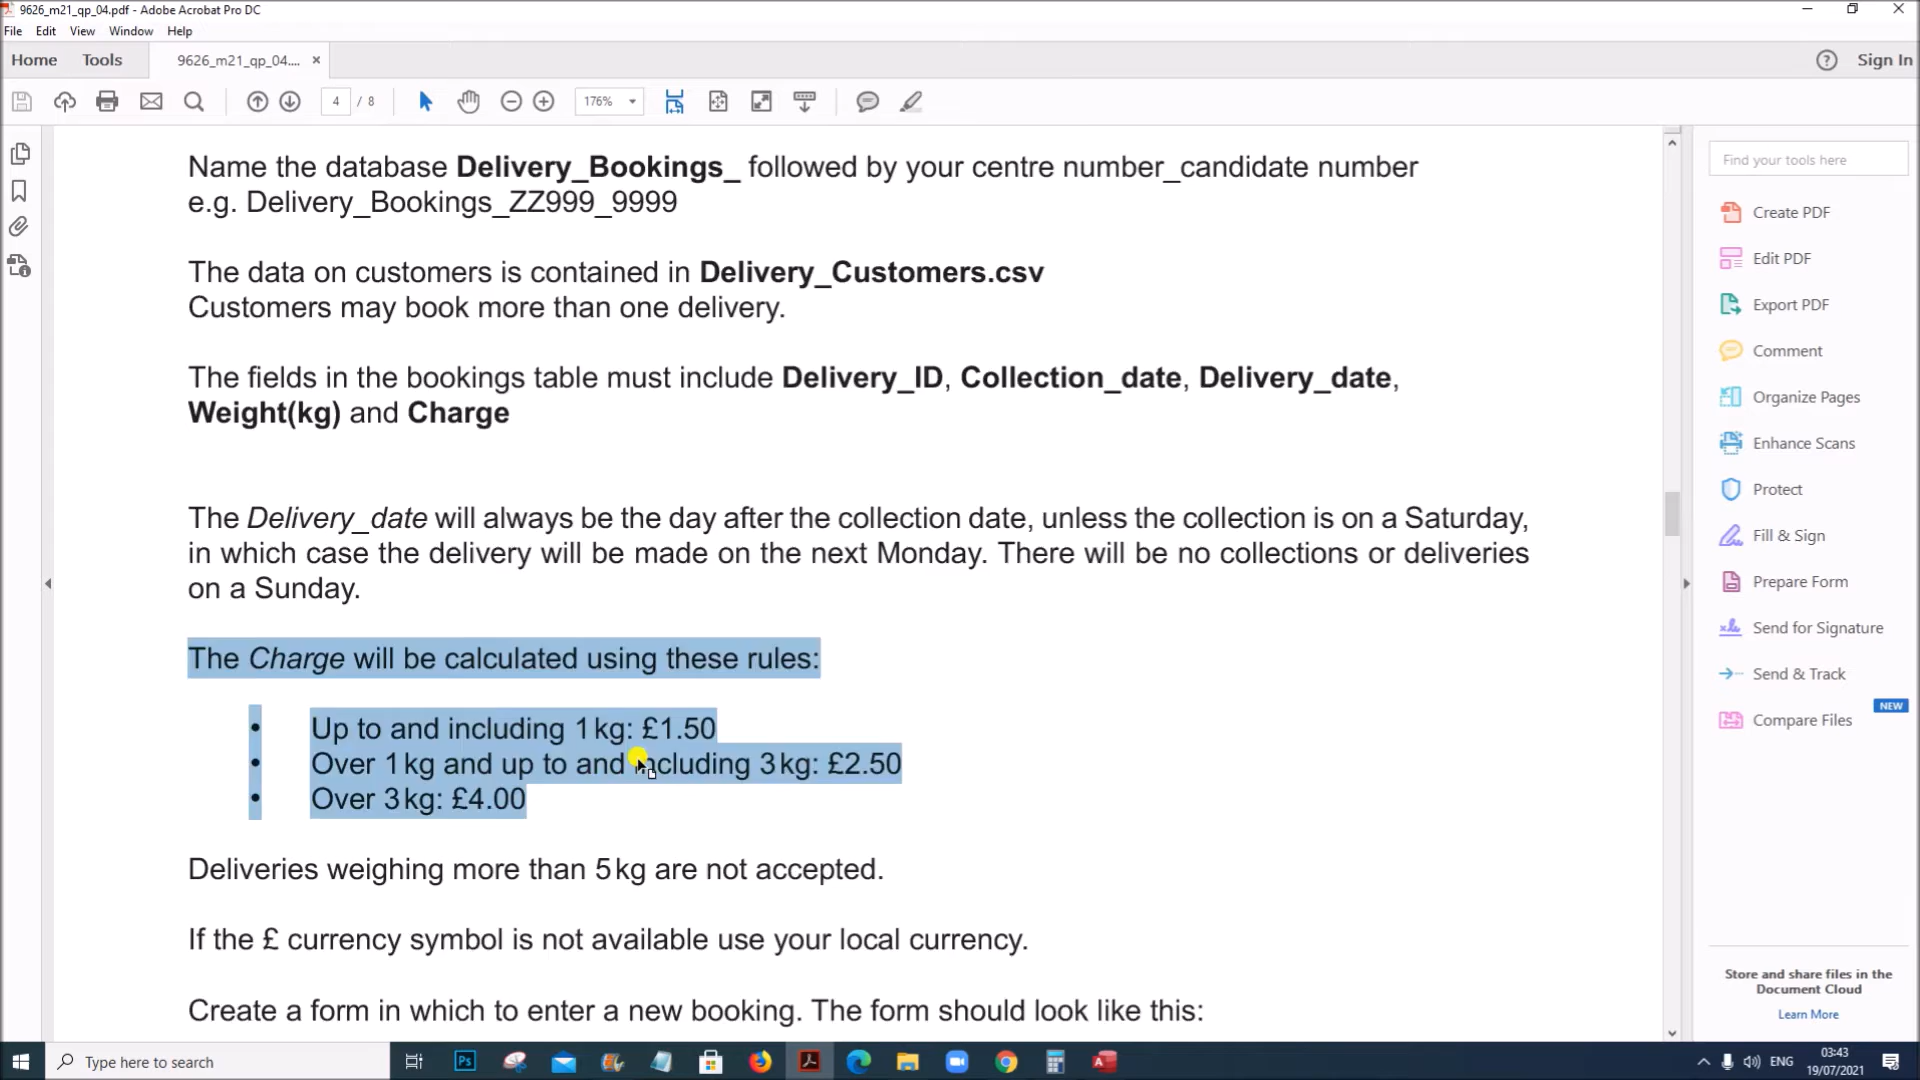 9626_m21_qp_04.pdf - Adobe Acrobat Pro DC
File Edit View Window Help
Home Tools 9626_m21_qp_04.... × Sign In
4 / 8 176%
Name the database Delivery_Bookings_ followed by your centre number_candidate number
e.g. Delivery_Bookings_ZZ999_9999
The data on customers is contained in Delivery_Customers.csv
Customers may book more than one delivery.
The fields in the bookings table must include Delivery_ID, Collection_date, Delivery_date,
Weight(kg) and Charge
The Delivery_date will always be the day after the collection date, unless the collection is on a Saturday,
in which case the delivery will be made on the next Monday. There will be no collections or deliveries
on a Sunday.
The Charge will be calculated using these rules:
• Up to and including 1 kg: £1.50
• Over 1 kg and up to and including 3 kg: £2.50
• Over 3 kg: £4.00
Deliveries weighing more than 5 kg are not accepted.
If the £ currency symbol is not available use your local currency.
Create a form in which to enter a new booking. The form should look like this:
Find your tools here
Create PDF
Edit PDF
Export PDF
Comment
Organize Pages
Enhance Scans
Protect
Fill & Sign
Prepare Form
Send for Signature
Send & Track
NEW
Compare Files
Store and share files in the
Document Cloud
Learn More
Type here to search
Ps
ENG
03:43
19/07/2021